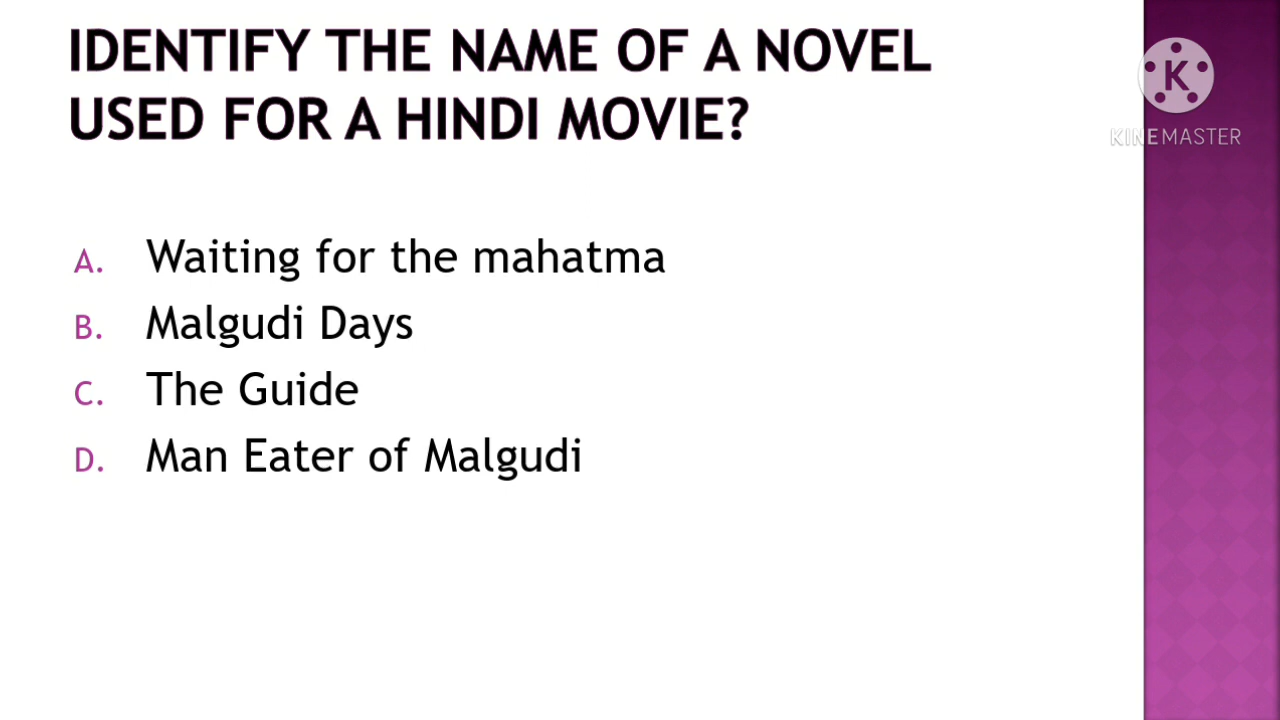 IDENTIFY THE NAME OF A NOVEL
USED FOR A HINDI MOVIE?
K
KINEMASTER
A. Waiting for the mahatma
B. Malgudi Days
C. The Guide
D. Man Eater of Malgudi